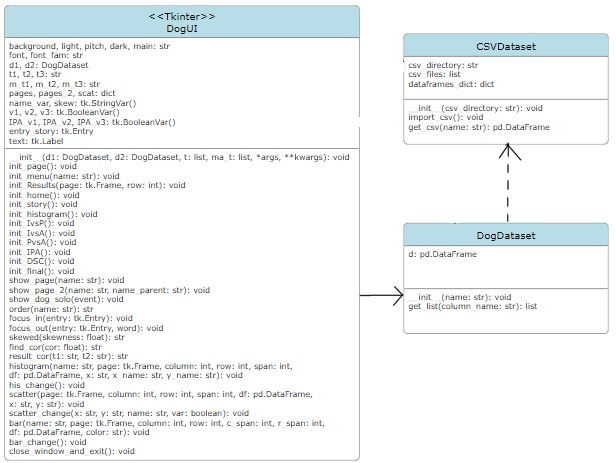 <<Tkinter>>
DogUI
background, light, pitch, dark, main: str
font, font_fam: str
d1, d2: DogDataset
t1, t2, t3: str
m_t1, m_t2, m_t3: str
pages, pages_2, scat: dict
name_var, skew: tk.StringVar()
v1, v2, v3: tk.BooleanVar()
IPA_v1, IPA_v2, IPA_v3: tk.BooleanVar()
entry_story: tk.Entry
text: tk.Label
__init__(d1: DogDataset, d2: DogDataset, t: list, ma_t: list, *args, **kwargs): void
init_page(): void
init_menu(name: str): void
init_Results(page: tk.Frame, row: int): void
init_home(): void
init_story(): void
init_histogram(): void
init_IvsP(): void
init_IvsA(): void
init_PvsA(): void
init_IPA(): void
init_DSC(): void
init_final(): void
show_page(name: str): void
show_page_2(name: str, name_parent: str): void
show_dog_solo(event): void
order(name: str): str
focus_in(entry: tk.Entry): void
focus_out(entry: tk.Entry, word): void
skewed(skewness: float): str
find_cor(cor: float): str
result_cor(t1: str, t2: str): str
histogram(name: str, page: tk.Frame, column: int, row: int, span: int,
df: pd.DataFrame, x: str, x_name: str, y_name: str): void
his_change(): void
scatter(page: tk.Frame, column: int, row: int, span: int, df: pd.DataFrame,
x: str, y: str): void
scatter_change(x: str, y: str, name: str, var: boolean): void
bar(name: str, page: tk.Frame, column: int, row: int, c_span: int, r_span: int,
df: pd.DataFrame, color: str): void
bar_change(): void
close_window_and_exit(): void
CSVDataset
csv_directory: str
csv_files: list
dataframes_dict: dict
__init__(csv_directory: str): void
import_csv(): void
get_csv(name: str): pd.DataFrame
DogDataset
d: pd.DataFrame
__init__(name: str): void
get_list(column_name: str): list